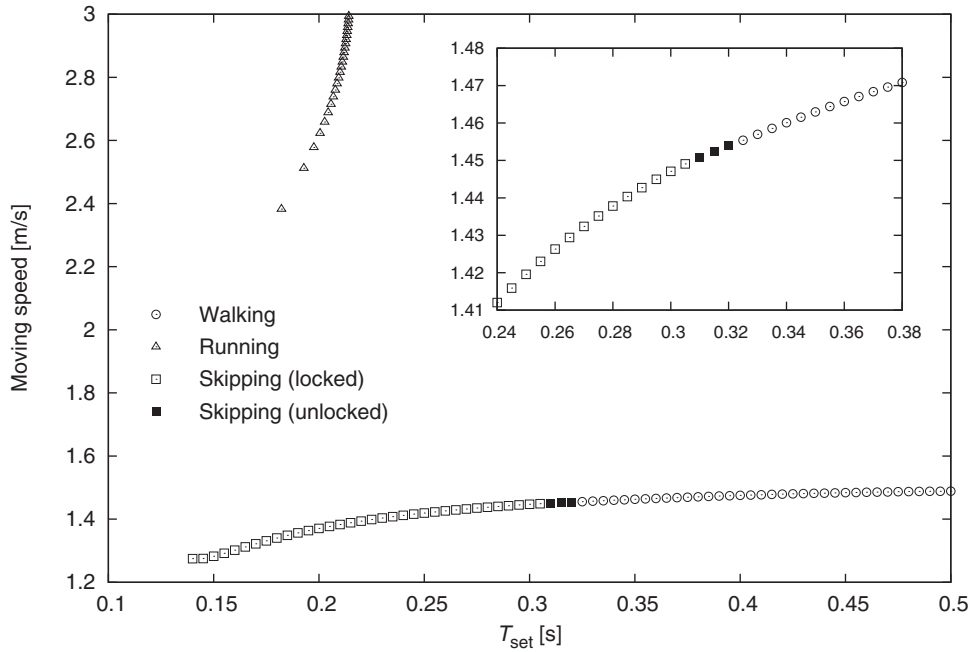 3
2.8
2.6
2.4
2.2
2
1.8
1.6
1.4
1.2
Moving speed [m/s]
0.1 0.15 0.2 0.25 0.3 0.35 0.4 0.45 0.5
T_set [s]
Walking
Running
Skipping (locked)
Skipping (unlocked)
1.48
1.47
1.46
1.45
1.44
1.43
1.42
1.41
0.24 0.26 0.28 0.3 0.32 0.34 0.36 0.38